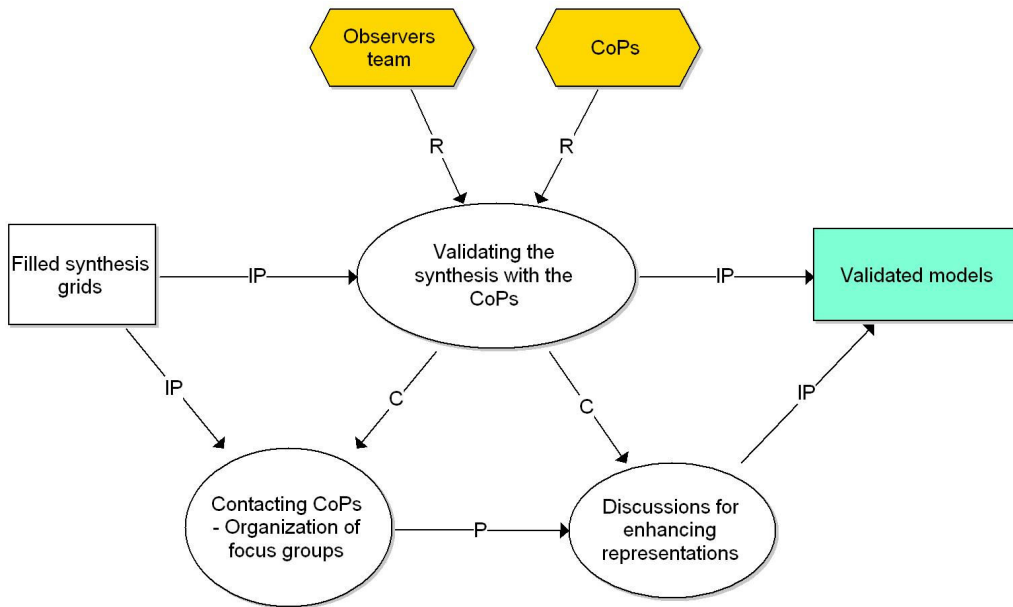 Observers
team
CoPs
R
R
Filled synthesis
grids
IP
Validating the
synthesis with the
CoPs
IP
Validated models
IP
C
C
IP
Contacting CoPs
- Organization of
focus groups
P
Discussions for
enhancing
representations